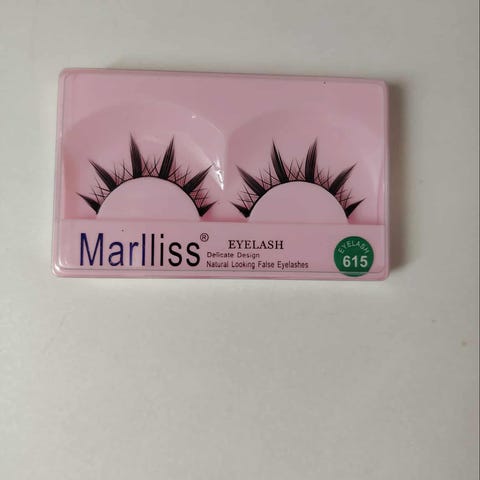 Marlliss®
EYELASH
Delicate Design
Natural Looking False Eyelashes
EYELASH
615